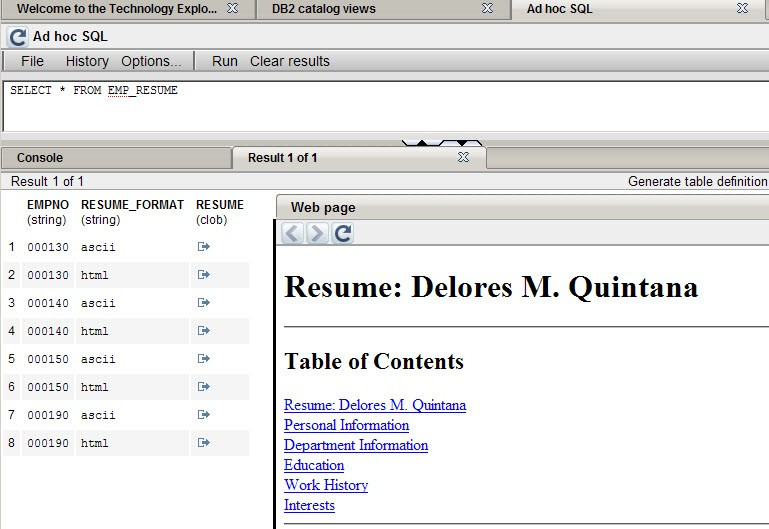 Welcome to the Technology Explo... DB2 catalog views Ad hoc SQL
Ad hoc SQL
File History Options... Run Clear results
SELECT * FROM EMP_RESUME
Console Result 1 of 1
Result 1 of 1 Generate table definition
EMPNO RESUME_FORMAT RESUME
(string) (string) (clob)
1 000130 ascii
2 000130 html
3 000140 ascii
4 000140 html
5 000150 ascii
6 000150 html
7 000190 ascii
8 000190 html
Web page
Resume: Delores M. Quintana
Table of Contents
Resume: Delores M. Quintana
Personal Information
Department Information
Education
Work History
Interests